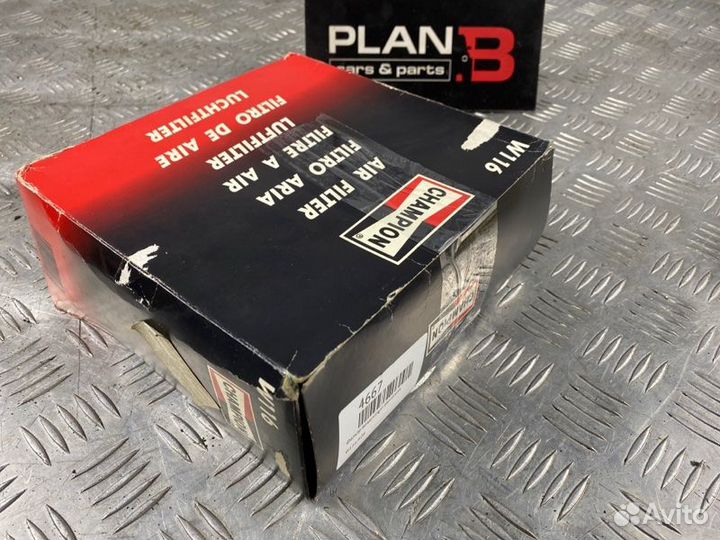 PLAN B
cars & parts
W116
CHAMPION
AIR FILTER
FILTRO ARIA
FILTRE A AIR
LUFTFILTER
FILTRO DE AIRE
LUCHTFILTER
CHAMPION
W116
CHAMPION
4667
Avito